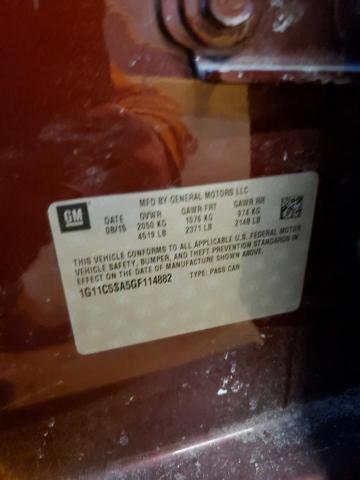 MFD BY GENERAL MOTORS LLC
GM DATE GVWR GAWR FRT GAWR RR
08/15 2050 KG 1076 KG 974 KG
4519 LB 2371 LB 2148 LB
THIS VEHICLE CONFORMS TO ALL APPLICABLE U.S. FEDERAL MOTOR
VEHICLE SAFETY, BUMPER, AND THEFT PREVENTION STANDARDS IN
EFFECT ON THE DATE OF MANUFACTURE SHOWN ABOVE.
1G11C5SA5GF114882 TYPE: PASS CAR